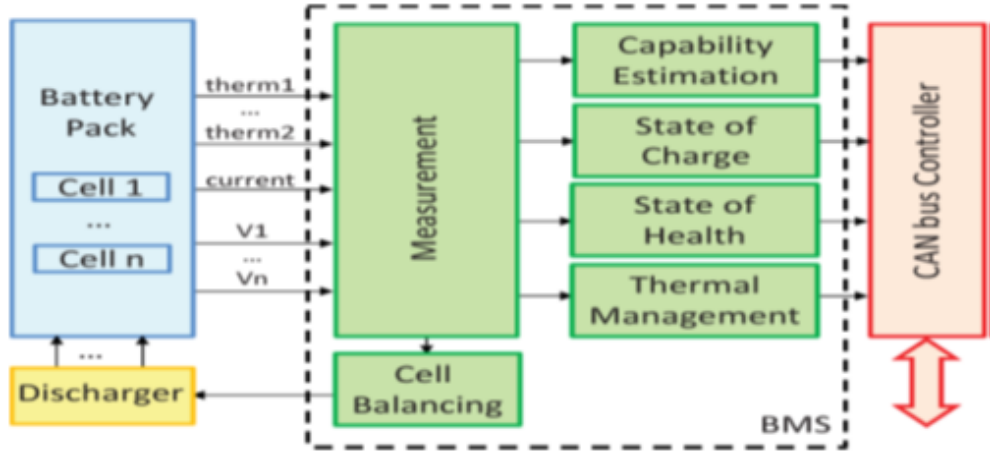 Battery
Pack
Cell 1
...
Cell n
therm1
...
therm2
current
V1
...
Vn
Measurement
Capability
Estimation
State of
Charge
State of
Health
Thermal
Management
CAN bus Controller
...
Discharger
Cell
Balancing
BMS